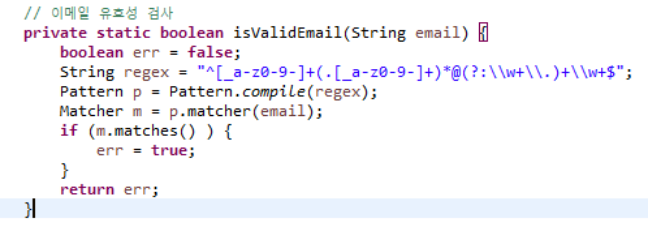 // 이메일 유효성 검사
private static boolean isValidEmail(String email) {
    boolean err = false;
    String regex = "^[_a-z0-9-]+(.[_a-z0-9-]+)*@(?:\\w+\\.)+\\w+$";
    Pattern p = Pattern.compile(regex);
    Matcher m = p.matcher(email);
    if (m.matches() ) {
        err = true;
    }
    return err;
}